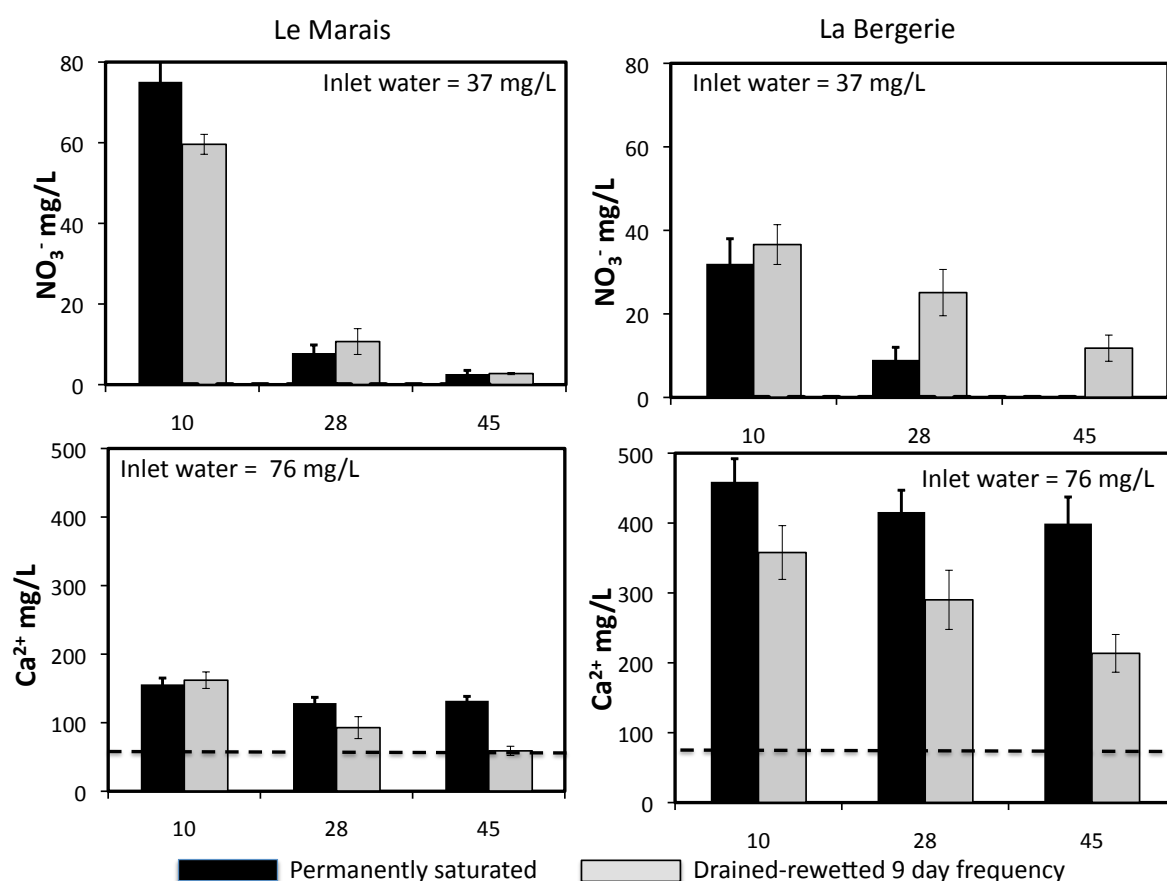 Le Marais
La Bergerie
NO₃⁻ mg/L
80
60
40
20
0
Inlet water = 37 mg/L
10 28 45
NO₃⁻ mg/L
80
60
40
20
0
Inlet water = 37 mg/L
10 28 45
Ca²⁺ mg/L
500
400
300
200
100
0
Inlet water = 76 mg/L
10 28 45
Ca²⁺ mg/L
500
400
300
200
100
0
Inlet water = 76 mg/L
10 28 45
Permanently saturated
Drained-rewetted 9 day frequency